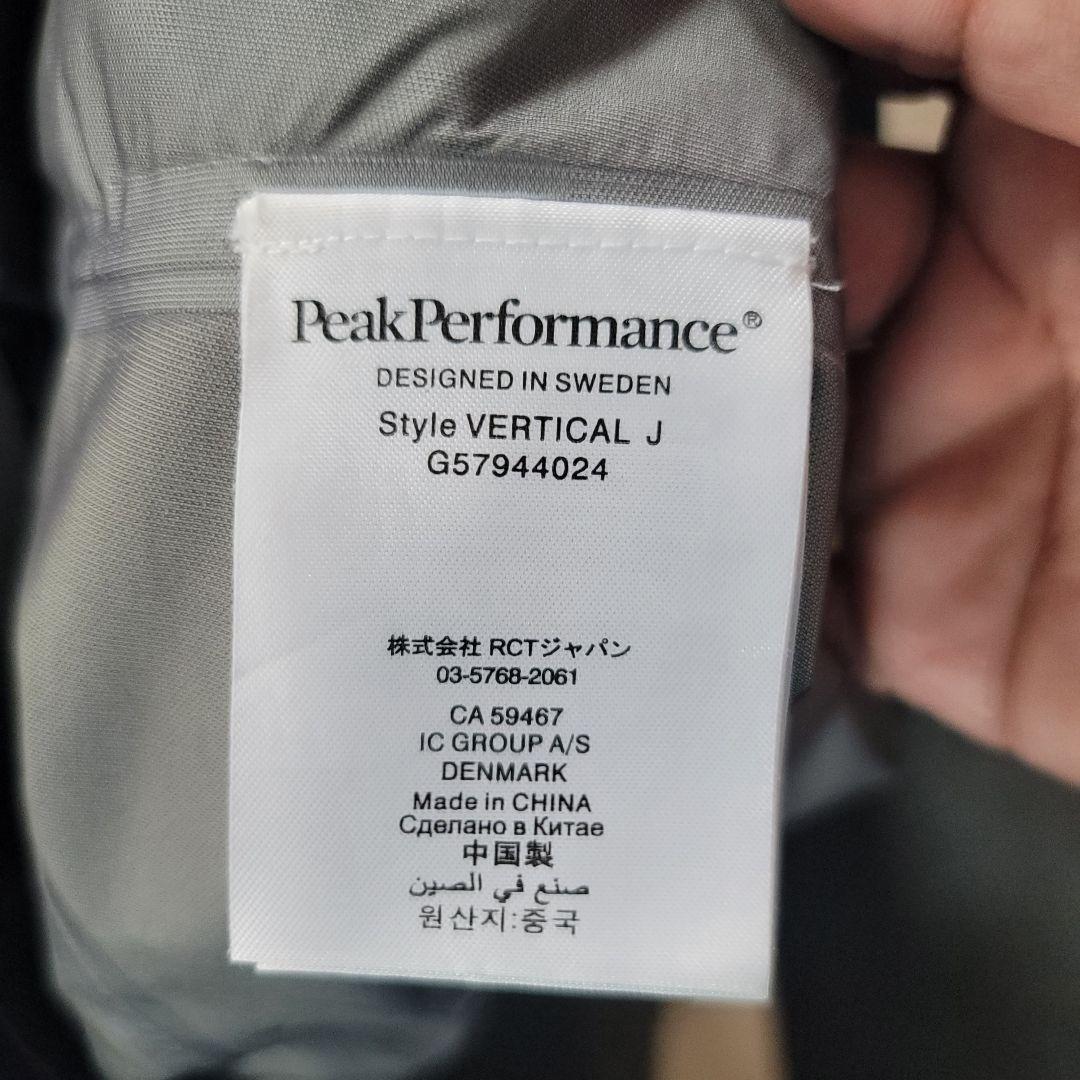 PeakPerformance®
DESIGNED IN SWEDEN
Style VERTICAL J
G57944024
株式会社 RCTジャパン
03-5768-2061
CA 59467
IC GROUP A/S
DENMARK
Made in CHINA
Сделано в Китае
中国製
صنع في الصين
원산지:중국